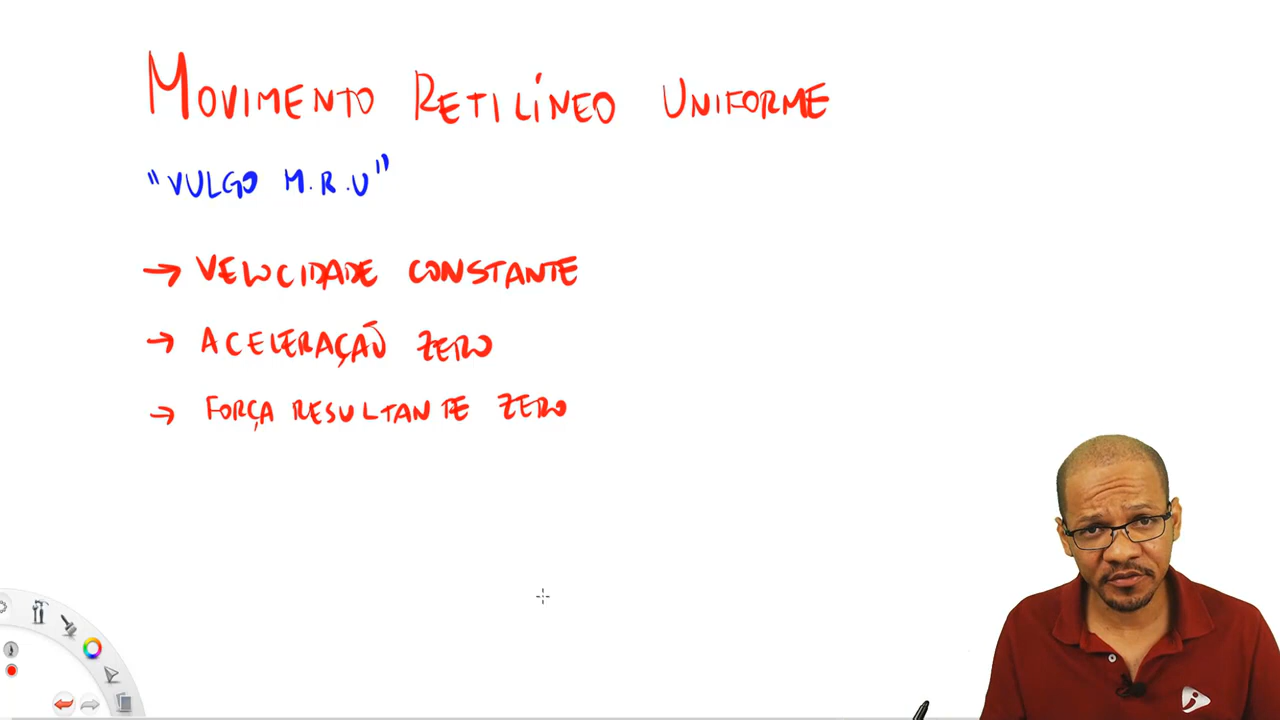 MOVIMENTO RETILÍNEO UNIFORME
"VULGO M.R.U"
→ VELOCIDADE CONSTANTE
→ ACELERAÇÃO ZERO
→ FORÇA RESULTANTE ZERO